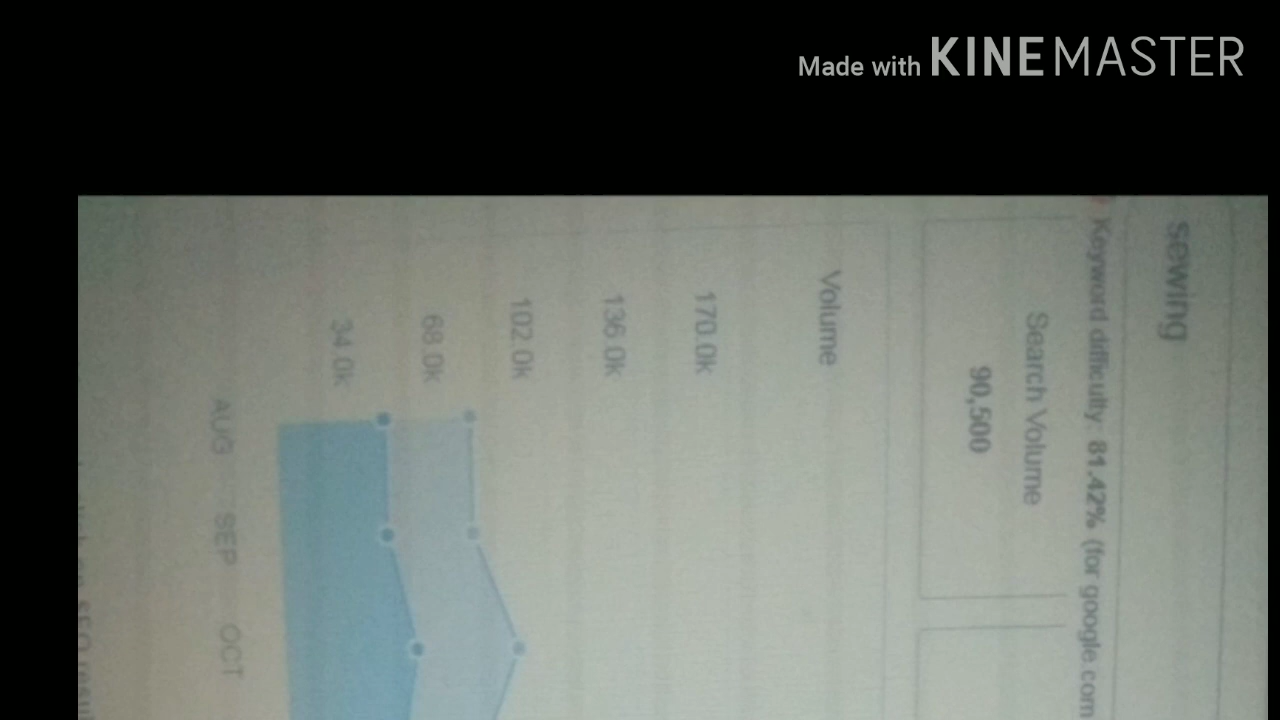 Made with KINEMASTER
sewing
Keyword difficulty 81.42% (for google.com
Search Volume
90,500
Volume
170.0k
136.0k
102.0k
68.0k
34.0k
AUG SEP OCT